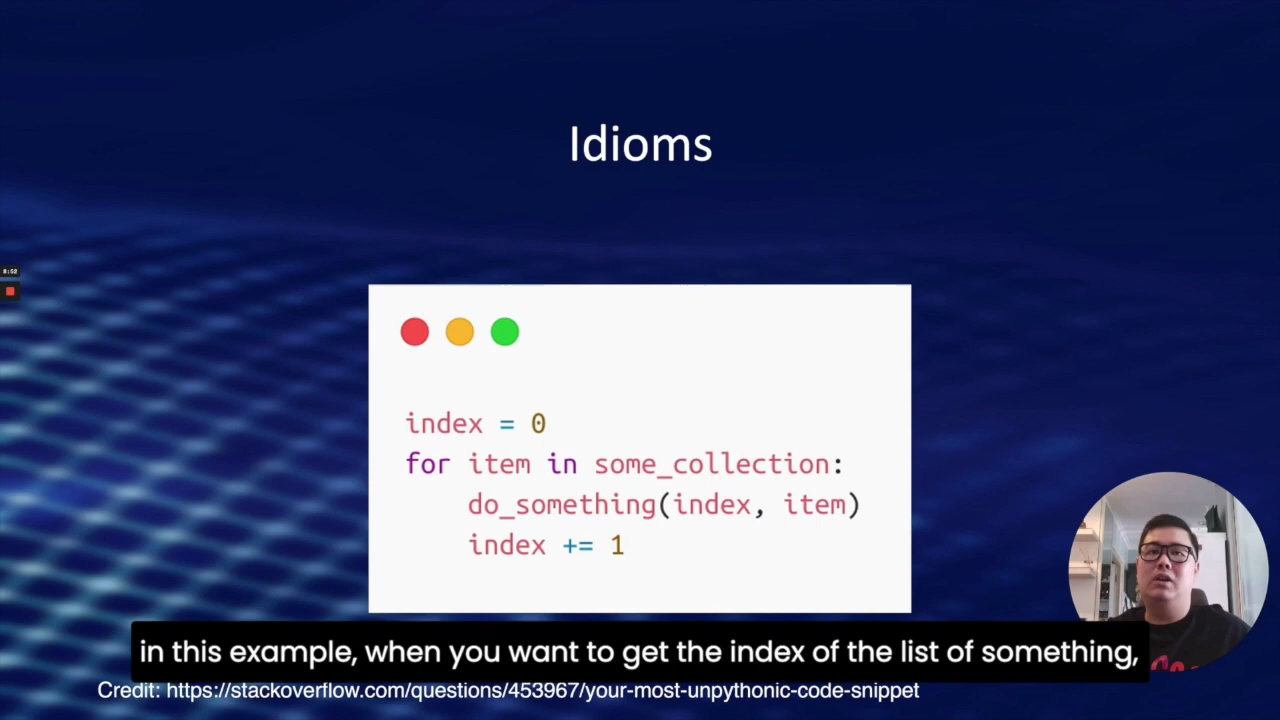 Idioms
8:52
index = 0
for item in some_collection:
    do_something(index, item)
    index += 1
in this example, when you want to get the index of the list of something,
Credit: https://stackoverflow.com/questions/453967/your-most-unpythonic-code-snippet